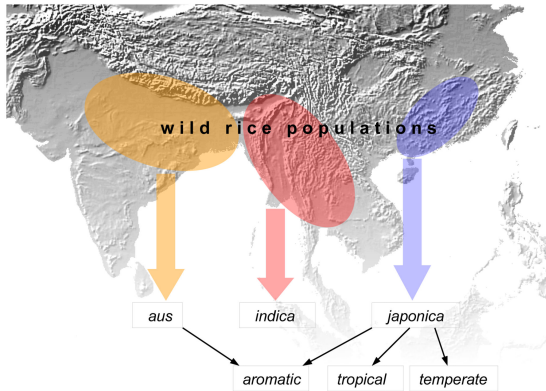 wild rice populations
aus indica japonica
aromatic tropical temperate